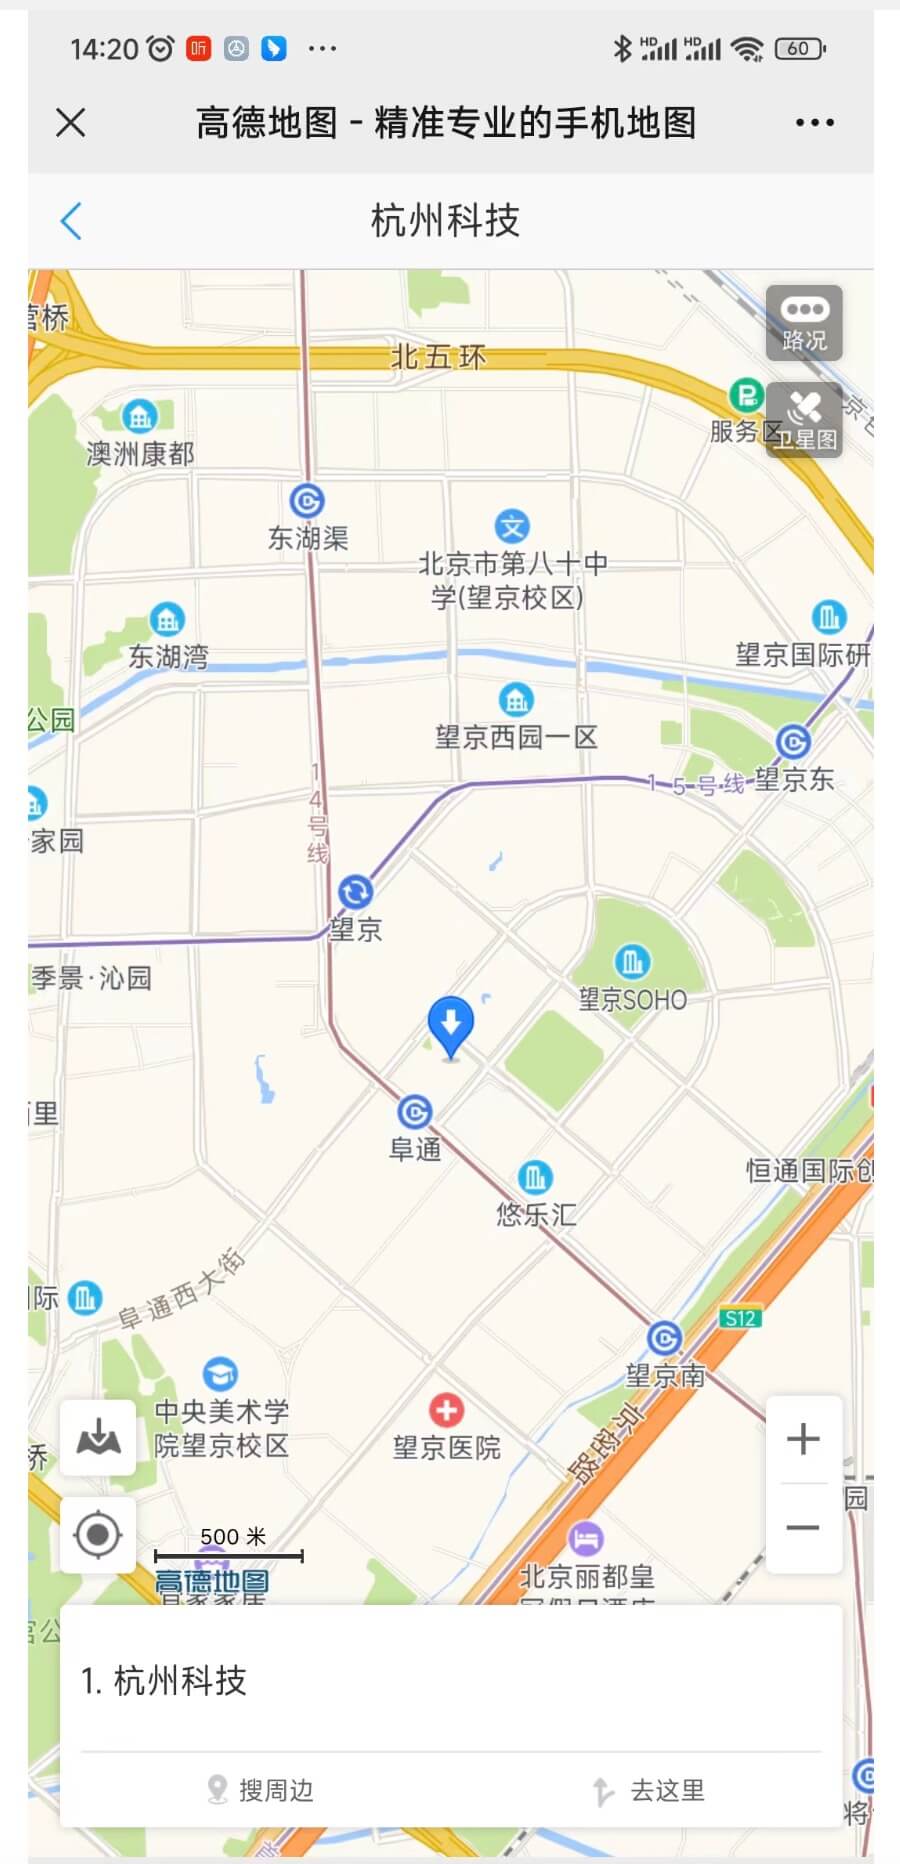 14:20
听
HD
HD
60
高德地图 - 精准专业的手机地图
杭州科技
路况
北五环
服务区
卫星图
澳洲康都
东湖渠
北京市第八十中
学(望京校区)
东湖湾
望京国际研
公园
望京西园一区
14号线
15号线
望京东
家园
望京
季景·沁园
望京SOHO
里
阜通
恒通国际创
悠乐汇
际
阜通西大街
S12
望京南
中央美术学
院望京校区
望京医院
京密路
桥
园
500 米
高德地图
北京丽都皇
1. 杭州科技
搜周边
去这里
将